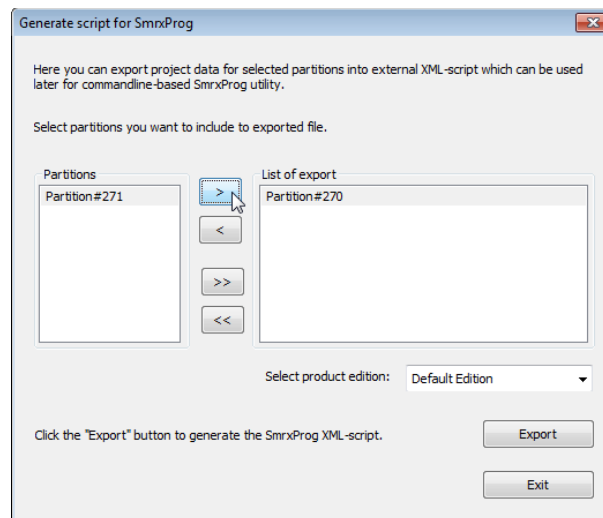 Generate script for SmrxProg
Here you can export project data for selected partitions into external XML-script which can be used
later for commandline-based SmrxProg utility.
Select partitions you want to include to exported file.
Partitions
List of export
Partition#271
>
Partition#270
<
>>
<<
Select product edition:
Default Edition
Click the "Export" button to generate the SmrxProg XML-script.
Export
Exit